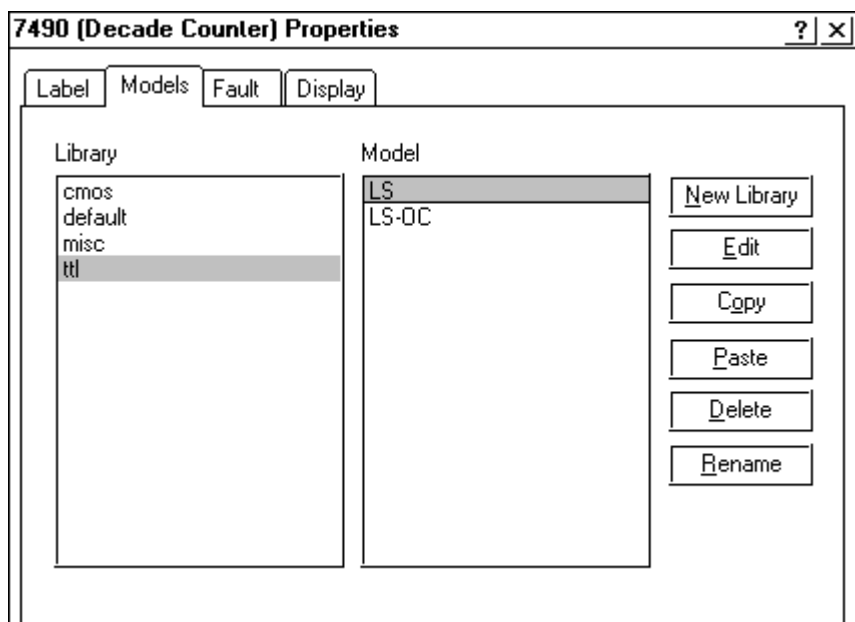 7490 (Decade Counter) Properties ? ×
Label Models Fault Display
Library Model
cmos
default
misc
ttl
LS
LS-OC
New Library
Edit
Copy
Paste
Delete
Rename